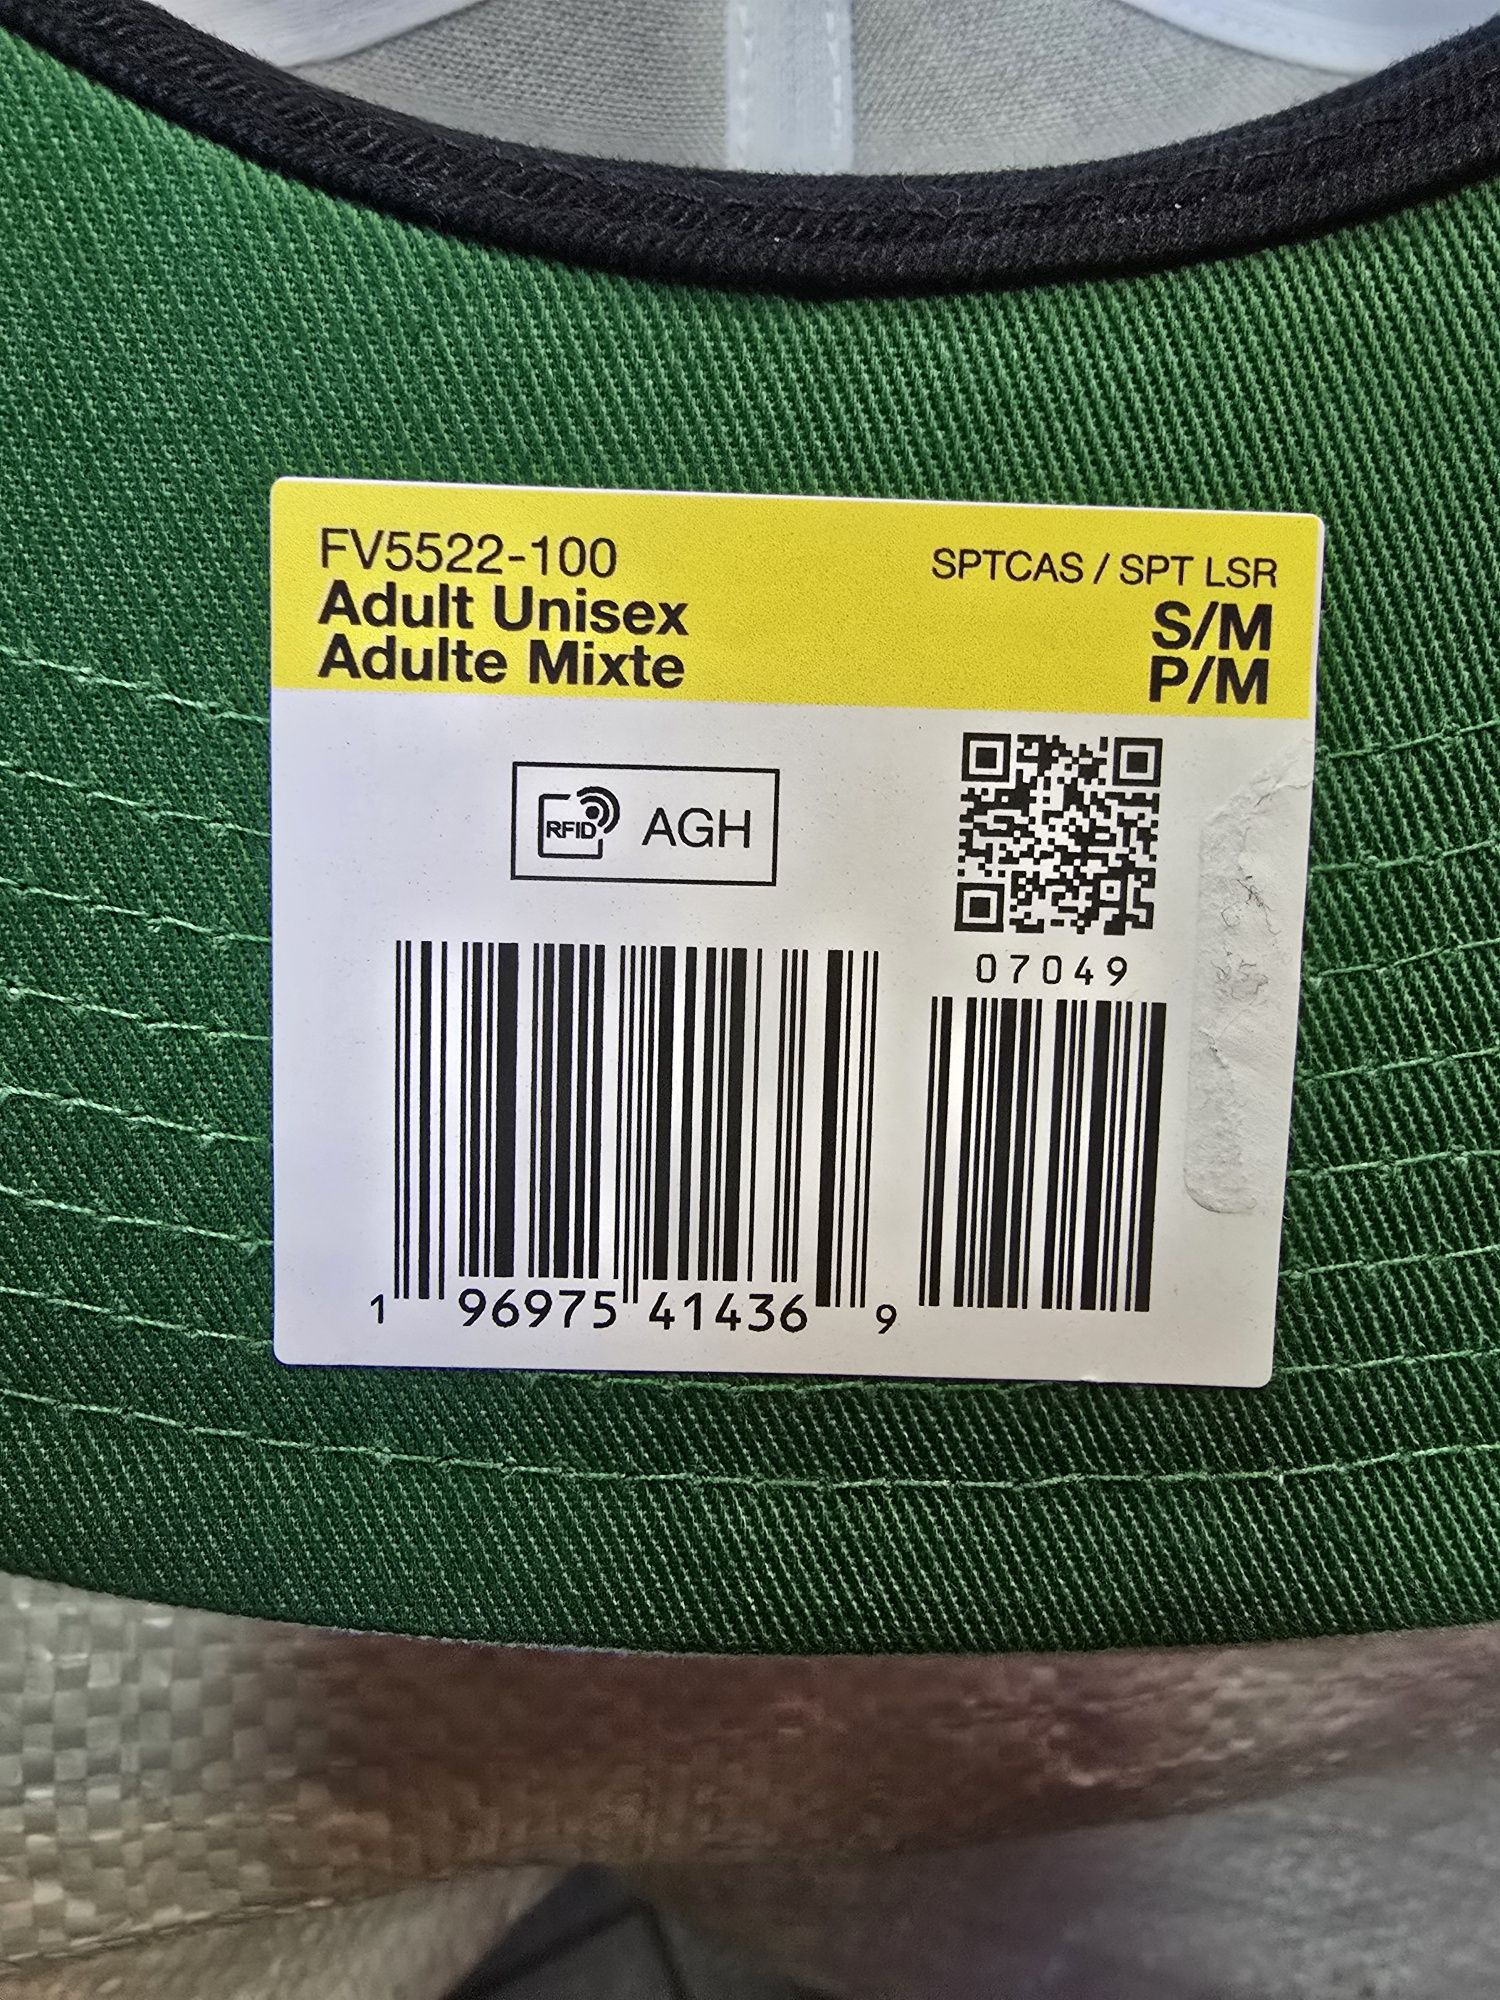 FV5522-100
Adult Unisex
Adulte Mixte
SPTCAS / SPT LSR
S/M
P/M
RFID AGH
07049
1 96975 41436 9